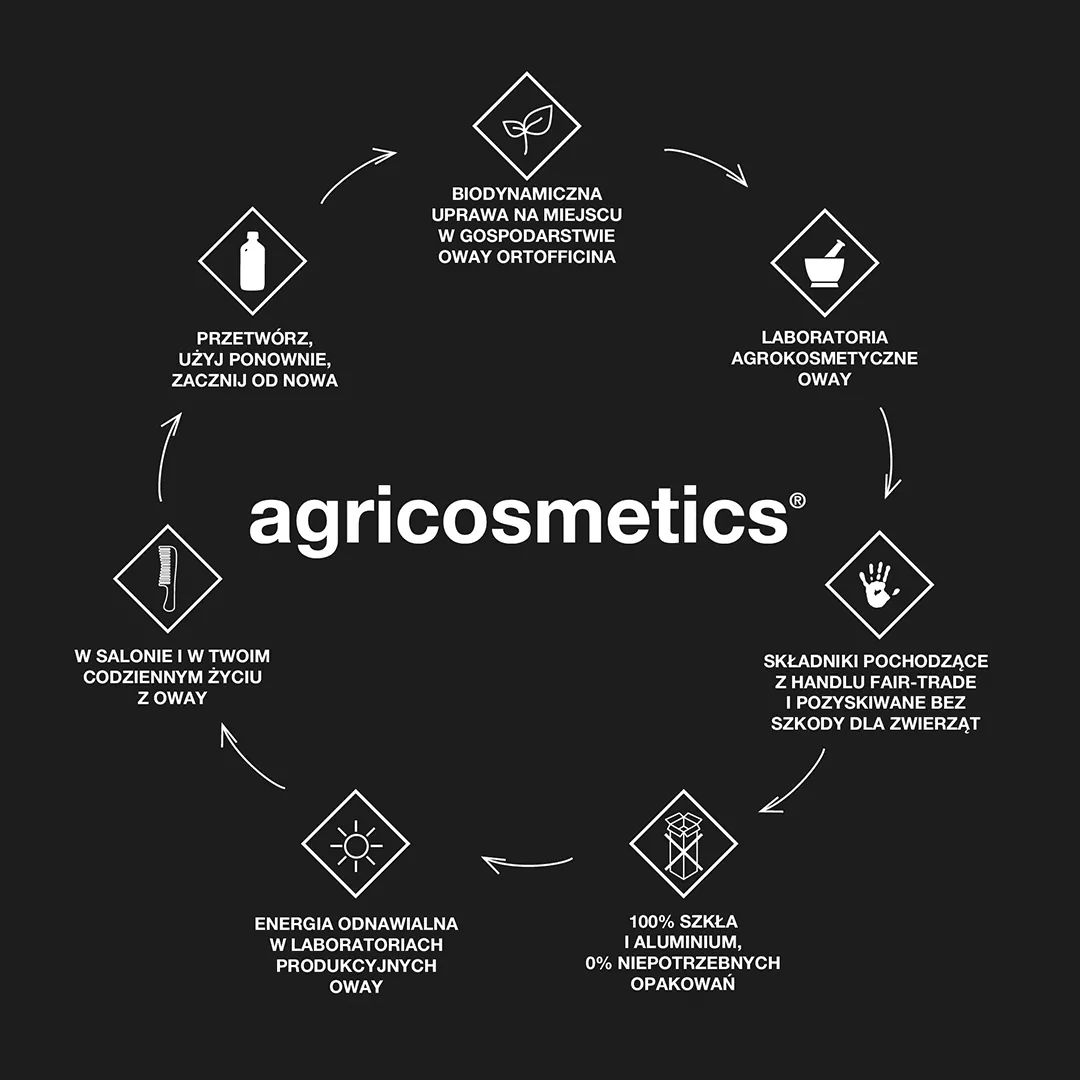 BIODYNAMICZNA
UPRAWA NA MIEJSCU
W GOSPODARSTWIE
OWAY ORTOFFICINA
LABORATORIA
AGROKOSMETYCZNE
OWAY
SKŁADNIKI POCHODZĄCE
Z HANDLU FAIR-TRADE
I POZYSKIWANE BEZ
SZKODY DLA ZWIERZĄT
100% SZKŁA
I ALUMINIUM,
0% NIEPOTRZEBNYCH
OPAKOWAŃ
ENERGIA ODNAWIALNA
W LABORATORIACH
PRODUKCYJNYCH
OWAY
W SALONIE I W TWOIM
CODZIENNYM ŻYCIU
Z OWAY
PRZETWÓRZ,
UŻYJ PONOWNIE,
ZACZNIJ OD NOWA
agricosmetics®